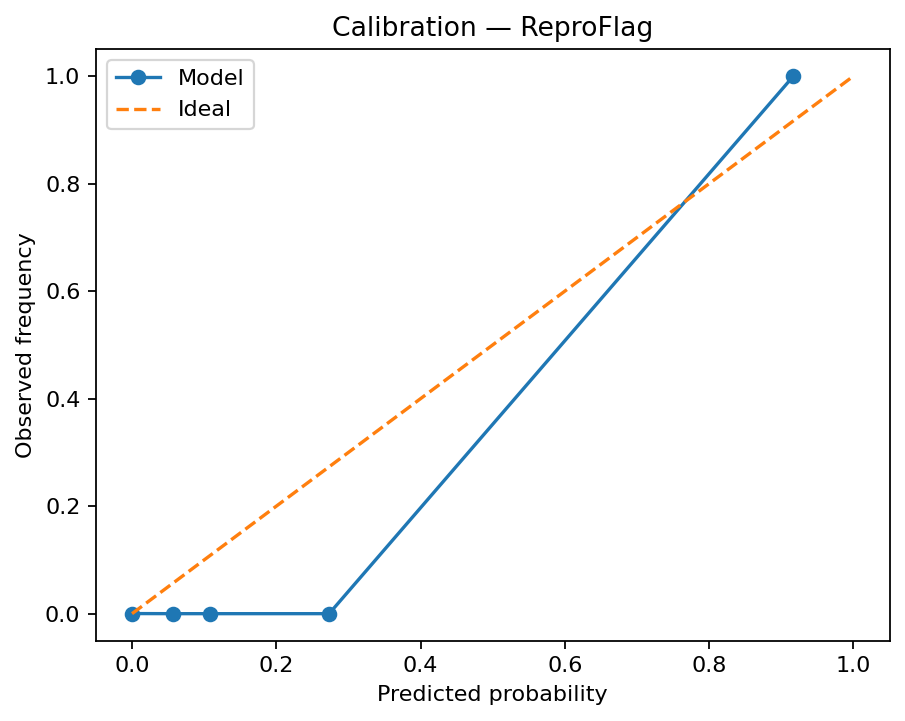 Calibration — ReproFlag
Model
Ideal
1.0
0.8
0.6
0.4
0.2
0.0
Observed frequency
0.0 0.2 0.4 0.6 0.8 1.0
Predicted probability